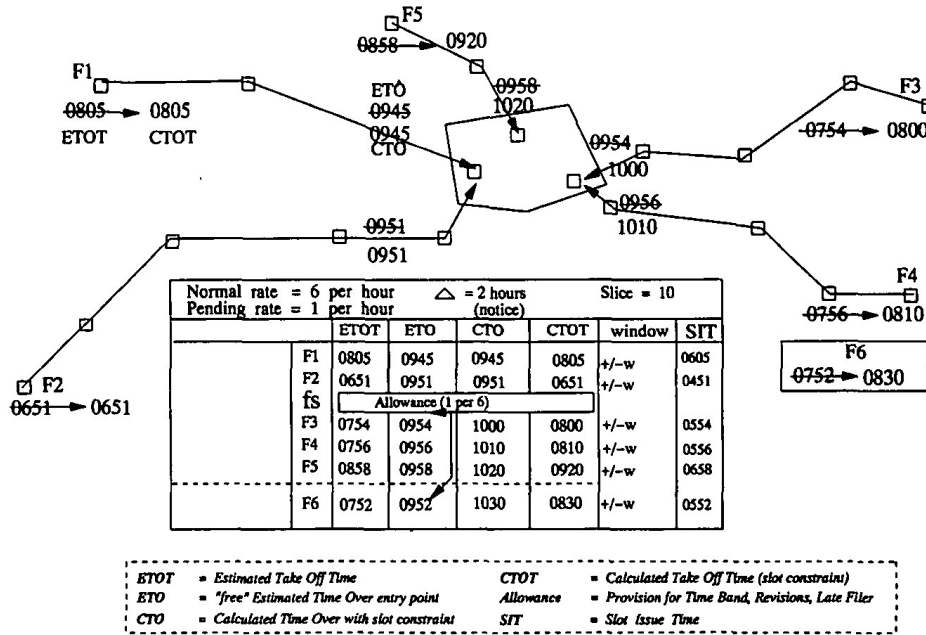 F5
0858 0920
F1
0805 0805
ETOT CTOT
ETO
0945
0945
CTO
0958
1020
F3
0754 0800
0954
1000
0956
1010
0951
0951
F4
0756 0810
F6
0752 0830
F2
0651 0651
Normal rate = 6 per hour △ = 2 hours Slice = 10
Pending rate = 1 per hour (notice)
ETOT ETO CTO CTOT window SIT
F1 0805 0945 0945 0805 +/-w 0605
F2 0651 0951 0951 0651 +/-w 0451
fs Allowance (1 per 6)
F3 0754 0954 1000 0800 +/-w 0554
F4 0756 0956 1010 0810 +/-w 0556
F5 0858 0958 1020 0920 +/-w 0658
F6 0752 0952 1030 0830 +/-w 0552
ETOT = Estimated Take Off Time CTOT = Calculated Take Off Time (slot constraint)
ETO = "free" Estimated Time Over entry point Allowance = Provision for Time Band, Revisions, Late Filer
CTO = Calculated Time Over with slot constraint SIT = Slot Issue Time